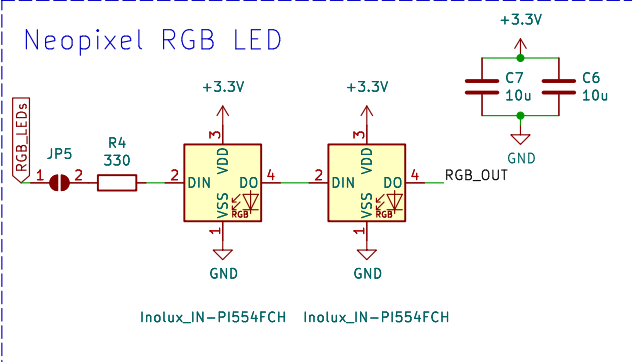 Neopixel RGB LED
+3.3V
C7
10u
C6
10u
GND
+3.3V
+3.3V
RGB_LEDs
JP5
1
2
R4
330
3
VDD
2
DIN
DO
4
VSS
RGB
1
GND
3
VDD
2
DIN
DO
4
VSS
RGB
1
GND
RGB_OUT
Inolux_IN-PI554FCH
Inolux_IN-PI554FCH